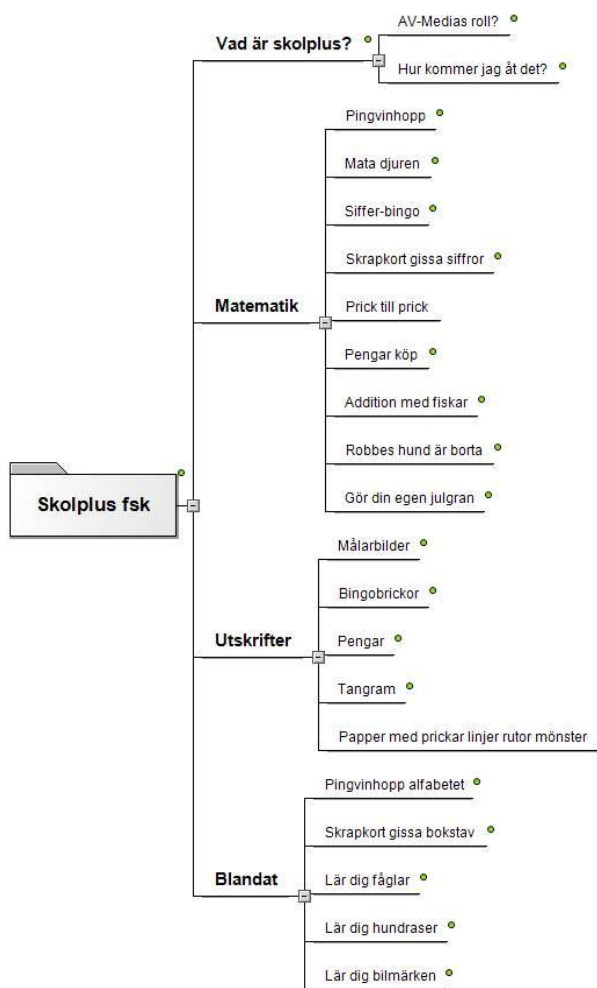 Vad är skolplus?
AV-Medias roll?
Hur kommer jag åt det?
Matematik
Pingvinhopp
Mata djuren
Siffer-bingo
Skrapkort gissa siffror
Prick till prick
Pengar köp
Addition med fiskar
Robbes hund är borta
Gör din egen julgran
Skolplus fsk
Utskrifter
Målarbilder
Bingobrickor
Pengar
Tangram
Papper med prickar linjer rutor mönster
Blandat
Pingvinhopp alfabetet
Skrapkort gissa bokstav
Lär dig fåglar
Lär dig hundraser
Lär dig bilmärken